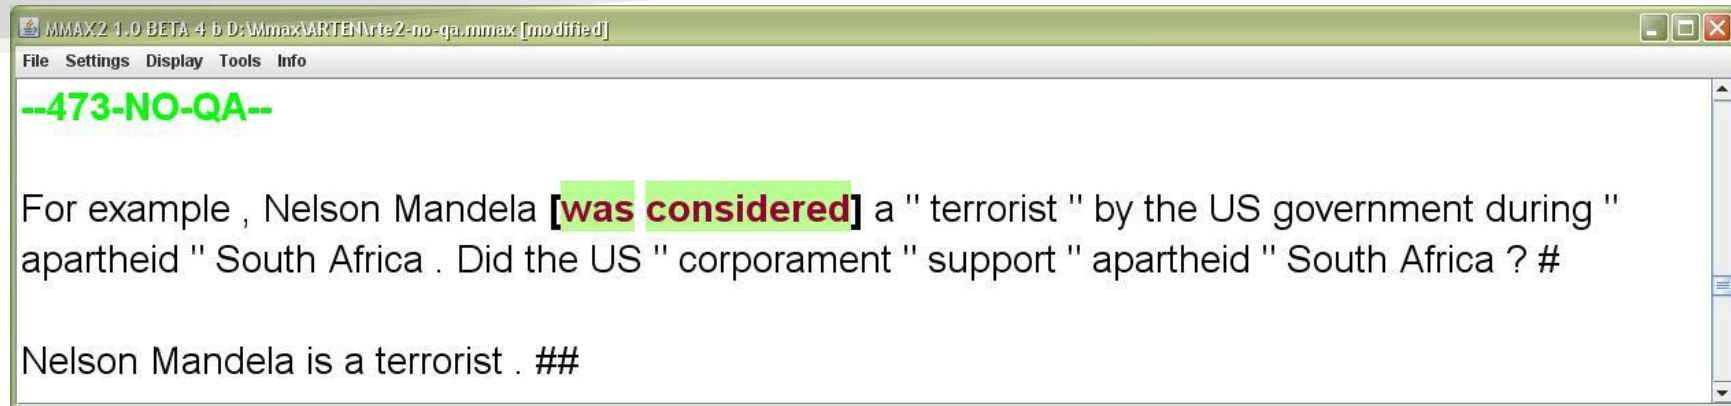 MMAX2 1.0 BETA 4 b D:\Mmax\ARTEN\rte2-no-qa.mmax [modified]
File Settings Display Tools Info
--473-NO-QA--
For example , Nelson Mandela [was considered] a " terrorist " by the US government during "
apartheid " South Africa . Did the US " corporament " support " apartheid " South Africa ? #
Nelson Mandela is a terrorist . ##